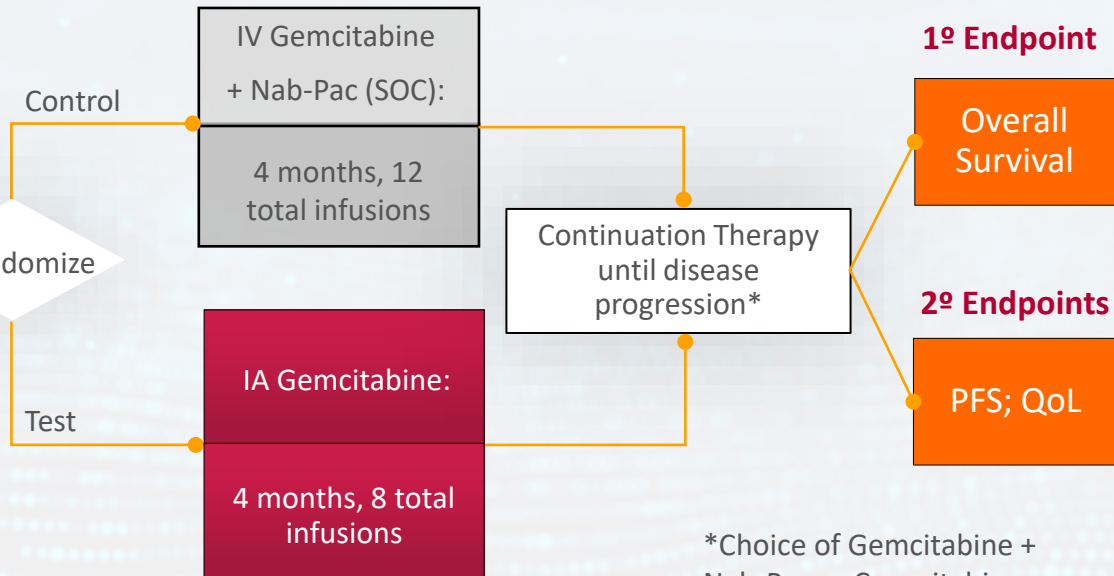 Control
IV Gemcitabine
+ Nab-Pac (SOC):
4 months, 12
total infusions
domize
Test
IA Gemcitabine:
4 months, 8 total
infusions
Continuation Therapy
until disease
progression*
1º Endpoint
Overall
Survival
2º Endpoints
PFS; QoL
*Choice of Gemcitabine +